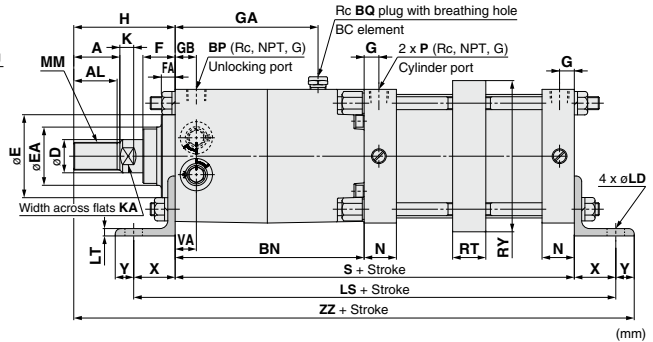 H
GA
Rc BQ plug with breathing hole
BC element
A
K
F
GB
BP (Rc, NPT, G)
Unlocking port
G
2 x P (Rc, NPT, G)
Cylinder port
G
MM
AL
FA
øE
øEA
øD
4 x øLD
Width across flats KA
LT
Y
X
VA
BN
N
RT
RY
N
X
Y
S + Stroke
LS + Stroke
ZZ + Stroke
(mm)